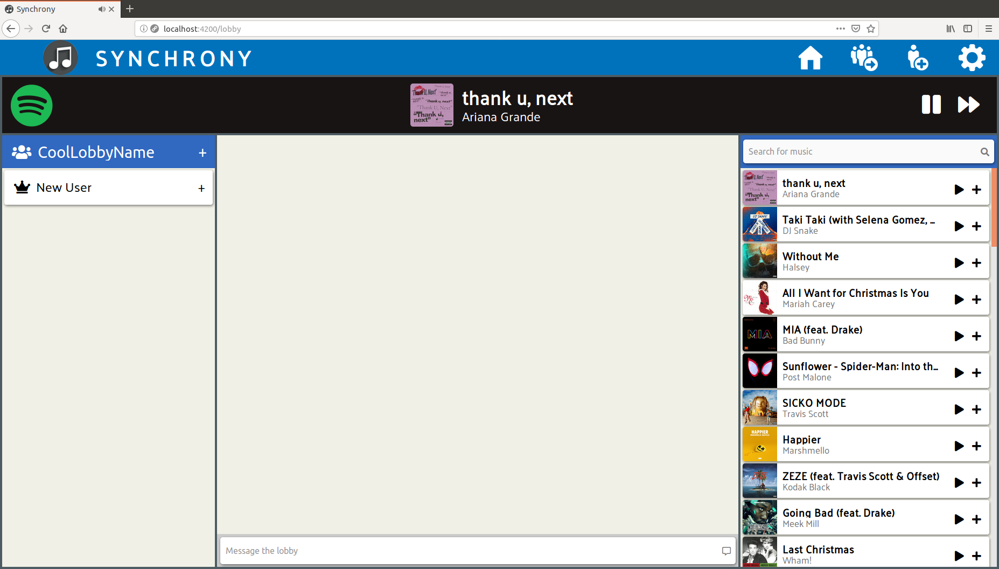 Synchrony
localhost:4200/lobby
SYNCHRONY
thank u, next
Ariana Grande
CoolLobbyName
New User
Message the lobby
Search for music
thank u, next
Ariana Grande
Taki Taki (with Selena Gomez, ...
DJ Snake
Without Me
Halsey
All I Want for Christmas Is You
Mariah Carey
MIA
MIA (feat. Drake)
Bad Bunny
Sunflower - Spider-Man: Into th...
Post Malone
SICKO MODE
Travis Scott
HAPPIER
Happier
Marshmello
ZEZE (feat. Travis Scott & Offset)
Kodak Black
Going Bad (feat. Drake)
Meek Mill
Last Christmas
Wham!